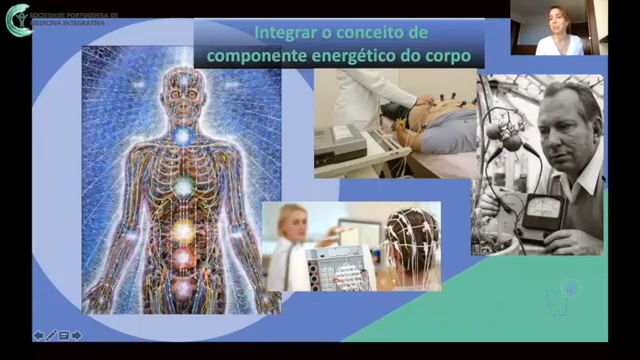 SOCIEDADE PORTUGUESA DE
MEDICINA INTEGRATIVA
Integrar o conceito de
componente energético do corpo